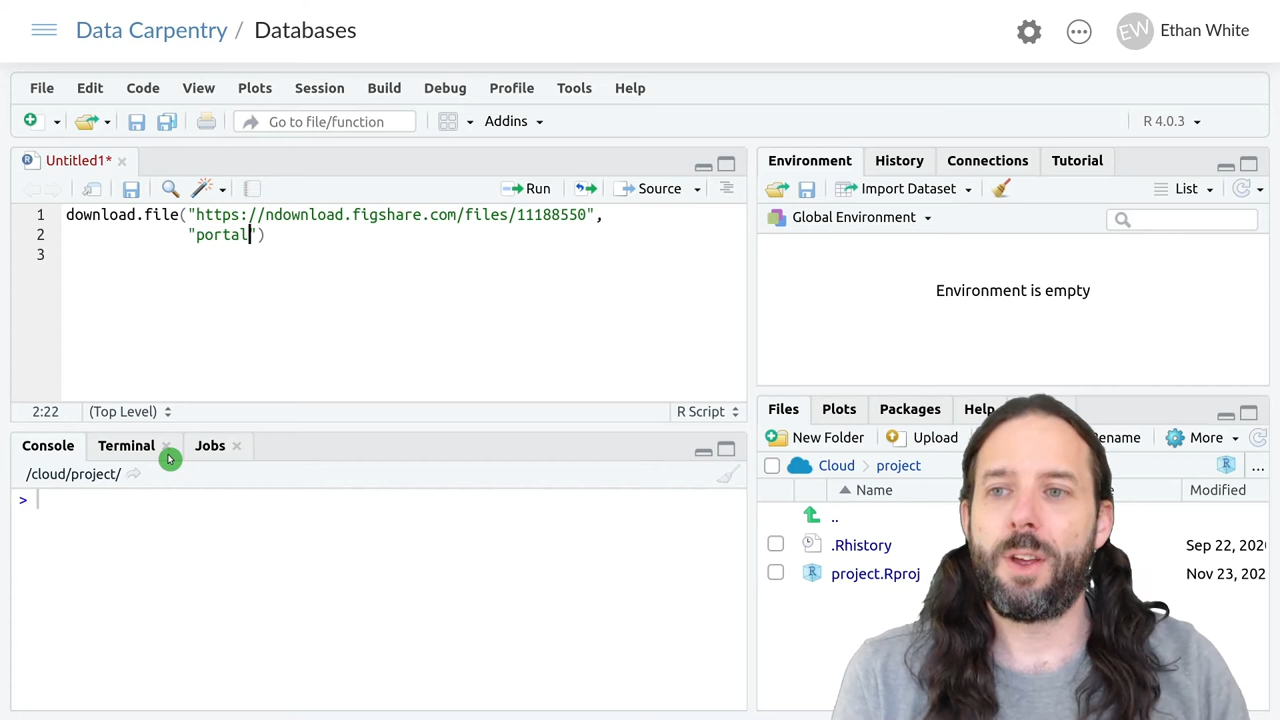 Data Carpentry / Databases
EW Ethan White
File Edit Code View Plots Session Build Debug Profile Tools Help
Go to file/function Addins R 4.0.3
Untitled1*
Run Source
1 download.file("https://ndownload.figshare.com/files/11188550",
2 "portal")
3
2:22 (Top Level) R Script
Console Terminal Jobs
/cloud/project/
>
Environment History Connections Tutorial
Import Dataset List
Global Environment
Environment is empty
Files Plots Packages Help
New Folder Upload ename More
Cloud project ...
Name Modified
..
.Rhistory Sep 22, 202
project.Rproj Nov 23, 202